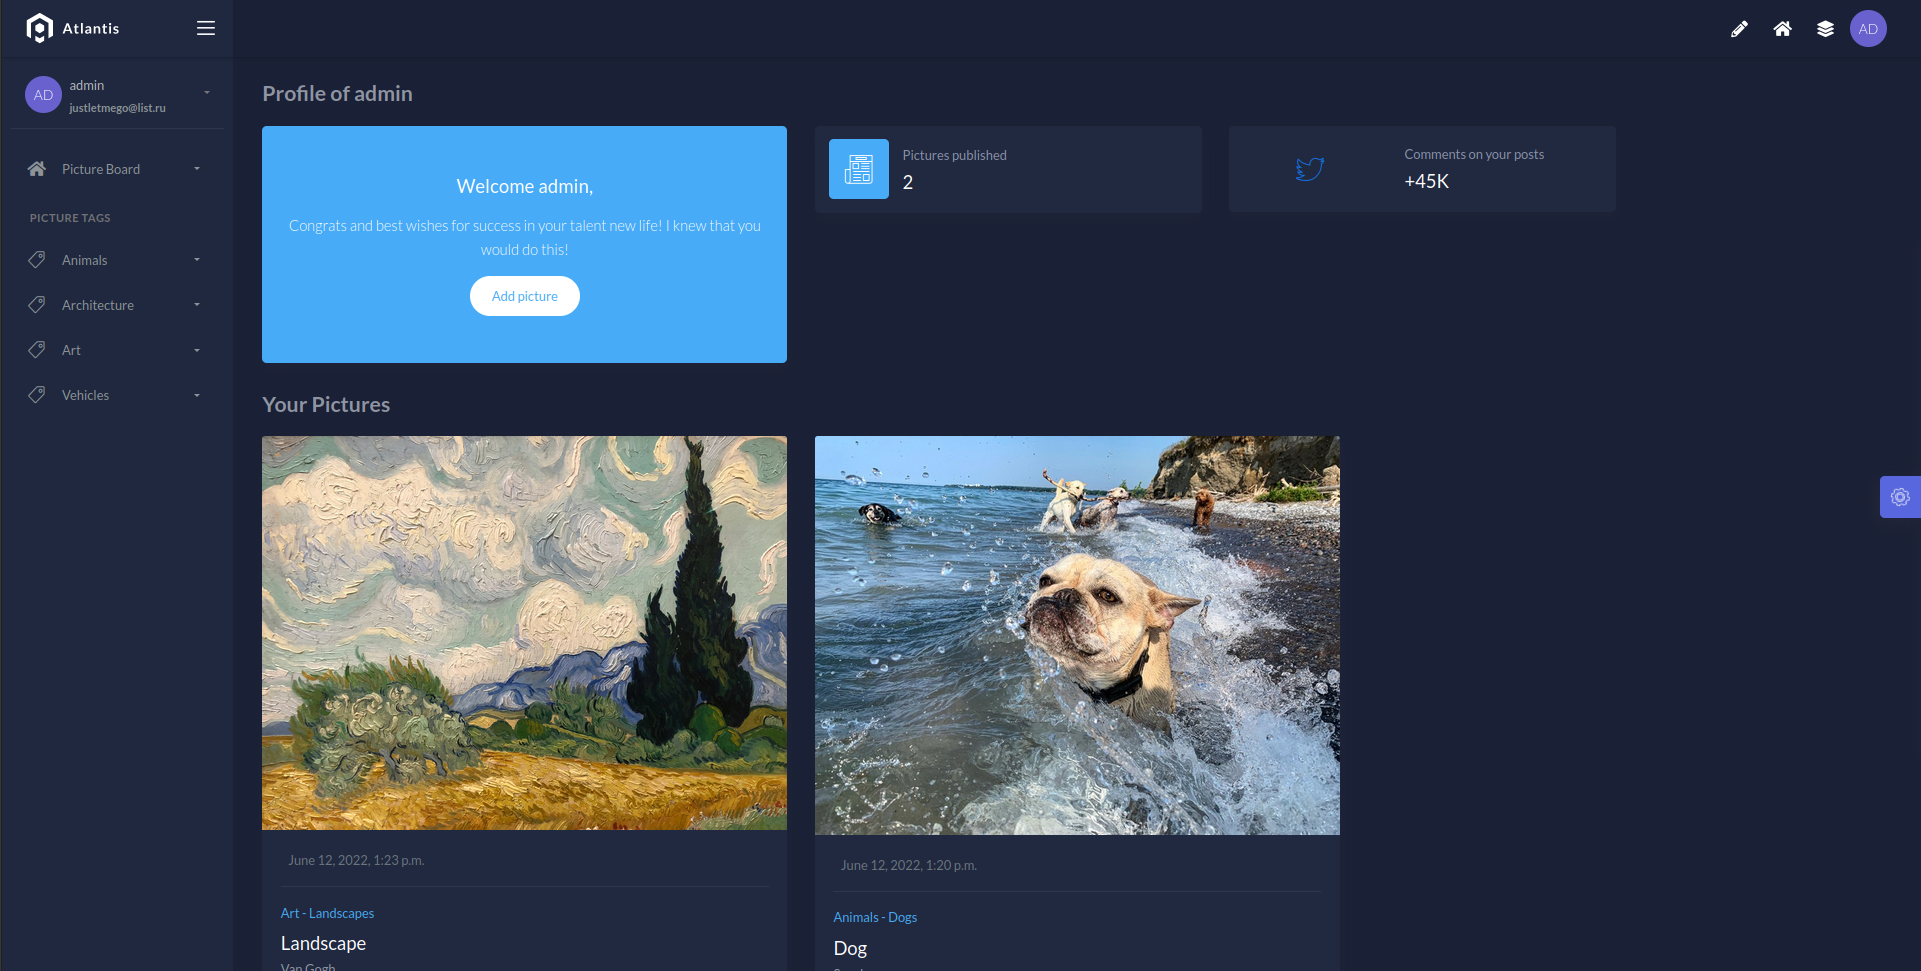 Atlantis
AD
AD
admin
justletmego@list.ru
Picture Board
PICTURE TAGS
Animals
Architecture
Art
Vehicles
Profile of admin
Welcome admin,
Congrats and best wishes for success in your talent new life! I knew that you
would do this!
Add picture
Pictures published
2
Comments on your posts
+45K
Your Pictures
June 12, 2022, 1:23 p.m.
Art - Landscapes
Landscape
Van Gogh
June 12, 2022, 1:20 p.m.
Animals - Dogs
Dog